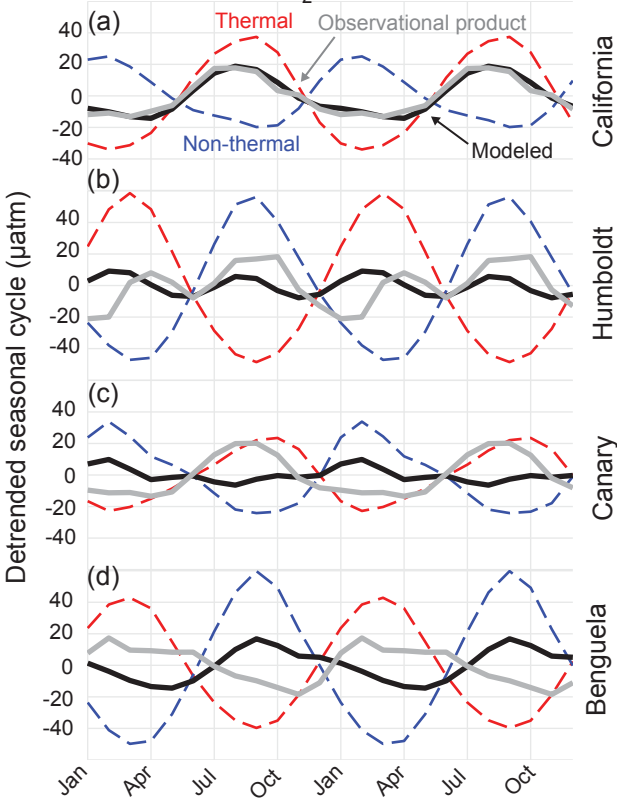 2
(a)
Thermal
Observational product
60
40
20
0
-20
-40
Non-thermal
Modeled
California
(b)
40
20
0
-20
-40
Humboldt
(c)
40
20
0
-20
-40
Canary
(d)
40
20
0
-20
-40
Benguela
Detrended seasonal cycle (µatm)
Jan
Apr
Jul
Oct
Jan
Apr
Jul
Oct